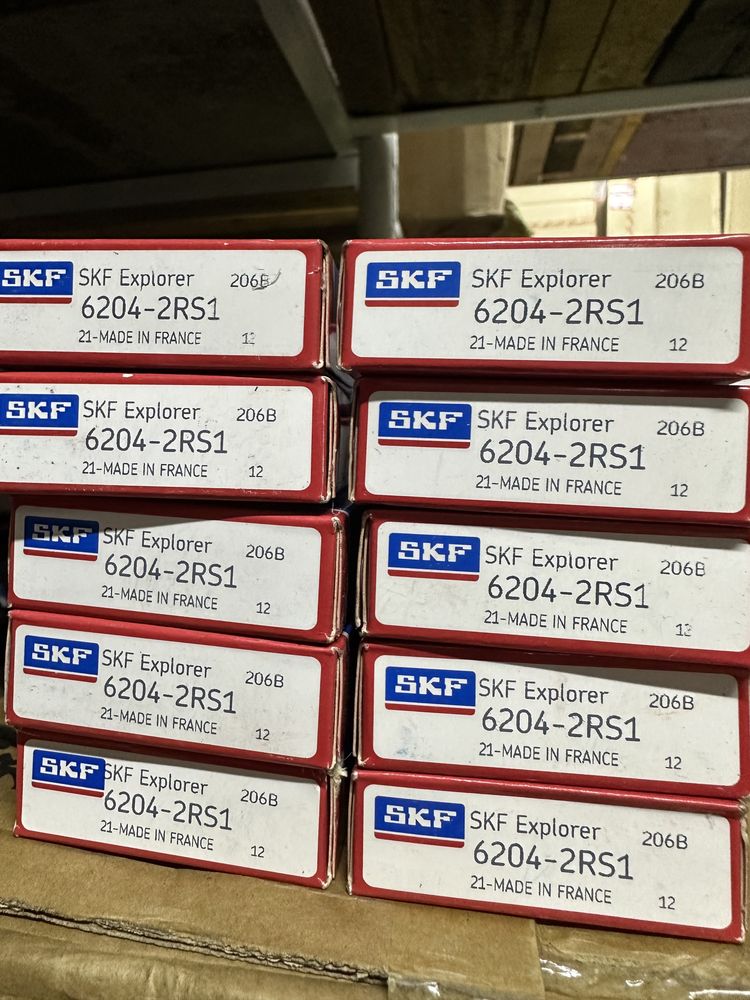 SKF SKF Explorer 206B
6204-2RS1
21-MADE IN FRANCE 12
SKF SKF Explorer 206B
6204-2RS1
21-MADE IN FRANCE 12
SKF SKF Explorer 206B
6204-2RS1
21-MADE IN FRANCE 12
SKF SKF Explorer 206B
6204-2RS1
21-MADE IN FRANCE 12
SKF SKF Explorer 206B
6204-2RS1
21-MADE IN FRANCE 12
SKF SKF Explorer 206B
6204-2RS1
21-MADE IN FRANCE 12
SKF SKF Explorer 206B
6204-2RS1
21-MADE IN FRANCE 12
SKF SKF Explorer 206B
6204-2RS1
21-MADE IN FRANCE 12
SKF SKF Explorer 206B
6204-2RS1
21-MADE IN FRANCE 12
SKF SKF Explorer 206B
6204-2RS1
21-MADE IN FRANCE 12